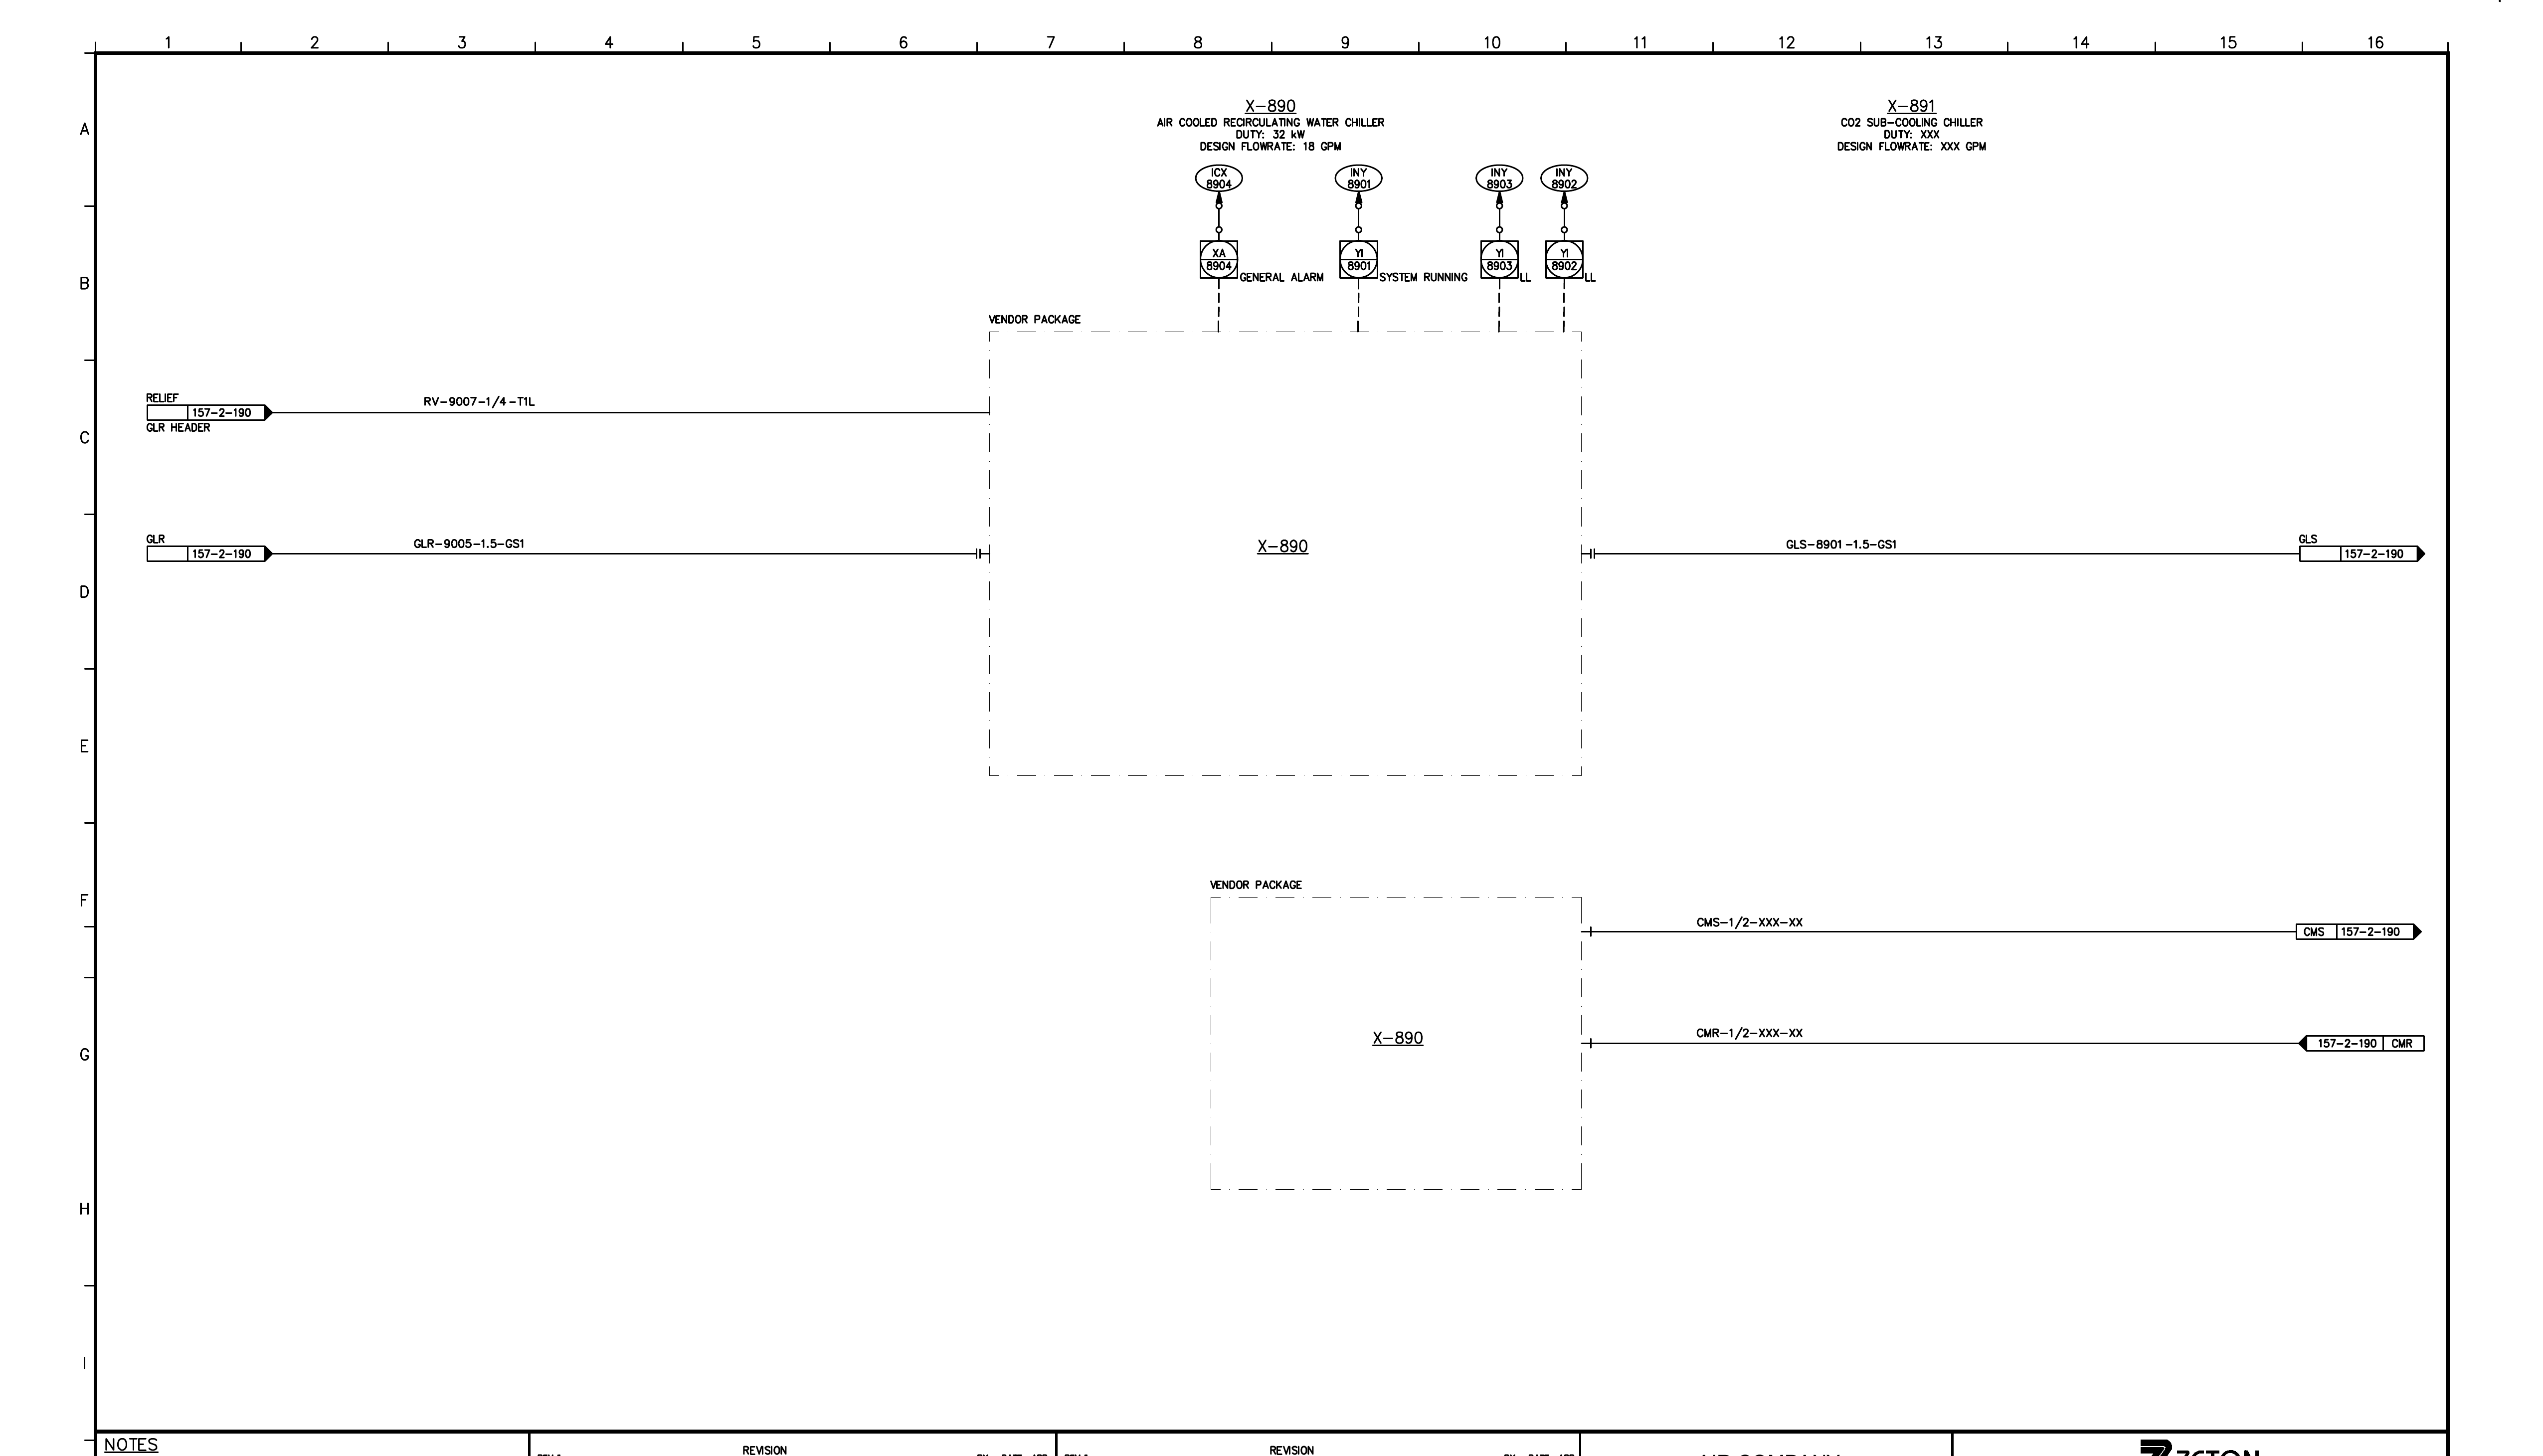 1 2 3 4 5 6 7 8 9 10 11 12 13 14 15 16
A
X-890
AIR COOLED RECIRCULATING WATER CHILLER
DUTY: 32 kW
DESIGN FLOWRATE: 18 GPM
X-891
CO2 SUB-COOLING CHILLER
DUTY: XXX
DESIGN FLOWRATE: XXX GPM
ICX
8904
INY
8901
INY
8903
INY
8902
B
XA
8904
GENERAL ALARM
YI
8901
SYSTEM RUNNING
YI
8903
LL
YI
8902
LL
VENDOR PACKAGE
C
RELIEF
157-2-190
GLR HEADER
RV-9007-1/4-T1L
D
GLR
157-2-190
GLR-9005-1.5-GS1
X-890
GLS-8901-1.5-GS1
GLS
157-2-190
E
F
VENDOR PACKAGE
CMS-1/2-XXX-XX
CMS 157-2-190
G
X-890
CMR-1/2-XXX-XX
157-2-190 CMR
H
I
NOTES
REVISION
REVISION